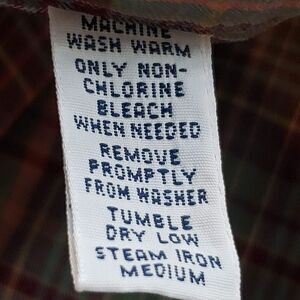 MACHINE
WASH WARM
ONLY NON-
CHLORINE
BLEACH
WHEN NEEDED
REMOVE
PROMPTLY
FROM WASHER
TUMBLE
DRY LOW
STEAM IRON
MEDIUM